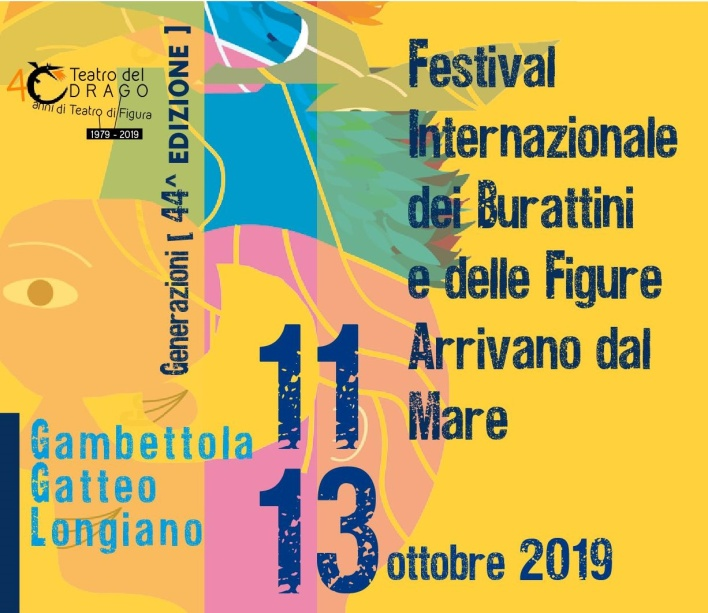 40
Teatro del
DRAGO
anni di Teatro di Figura
1979 - 2019
Generazioni [ 44^ EDIZIONE ]
Festival
Internazionale
dei Burattini
e delle Figure
Arrivano dal
Mare
Gambettola
Gatteo
Longiano
11
13 ottobre 2019